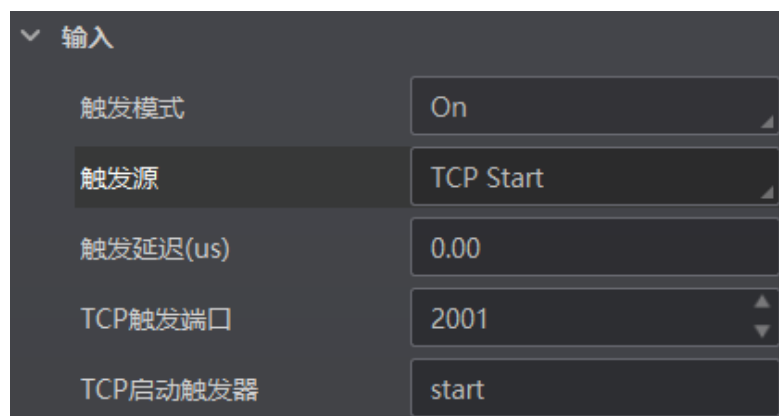 输入
触发模式 On
触发源 TCP Start
触发延迟(us) 0.00
TCP触发端口 2001
TCP启动触发器 start